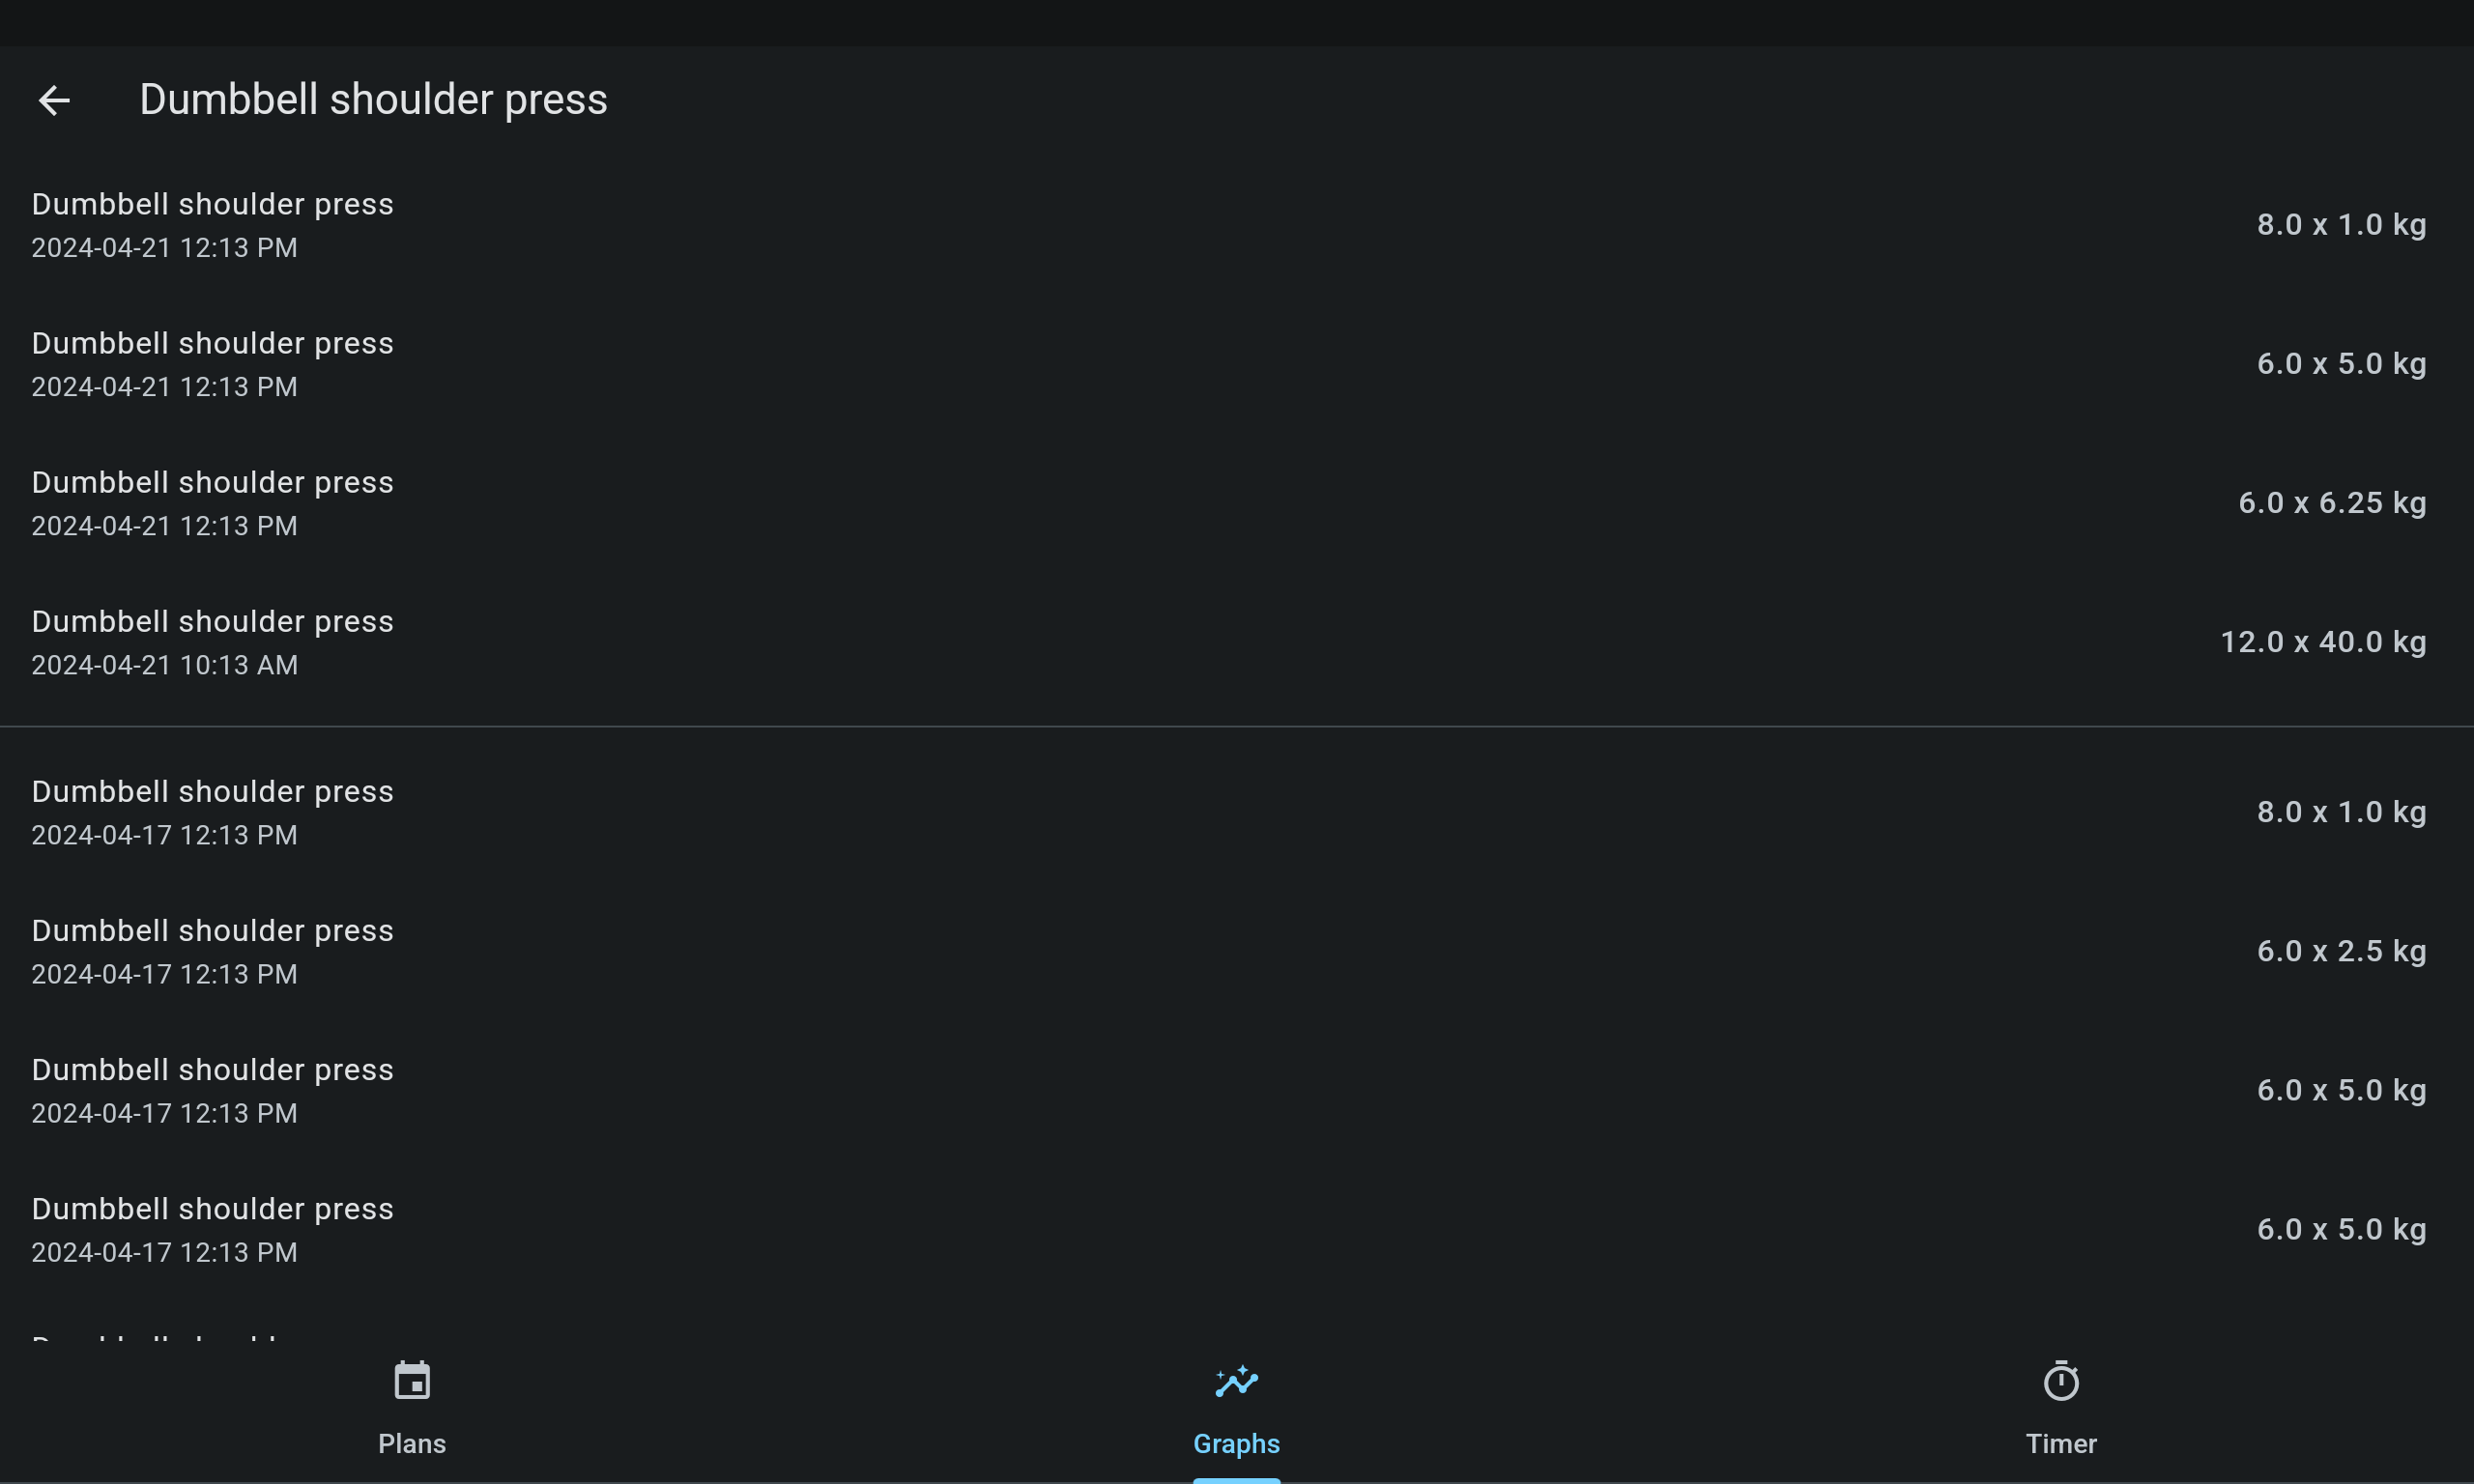 Dumbbell shoulder press
Dumbbell shoulder press
2024-04-21 12:13 PM
8.0 x 1.0 kg
Dumbbell shoulder press
2024-04-21 12:13 PM
6.0 x 5.0 kg
Dumbbell shoulder press
2024-04-21 12:13 PM
6.0 x 6.25 kg
Dumbbell shoulder press
2024-04-21 10:13 AM
12.0 x 40.0 kg
Dumbbell shoulder press
2024-04-17 12:13 PM
8.0 x 1.0 kg
Dumbbell shoulder press
2024-04-17 12:13 PM
6.0 x 2.5 kg
Dumbbell shoulder press
2024-04-17 12:13 PM
6.0 x 5.0 kg
Dumbbell shoulder press
2024-04-17 12:13 PM
6.0 x 5.0 kg
Plans
Graphs
Timer